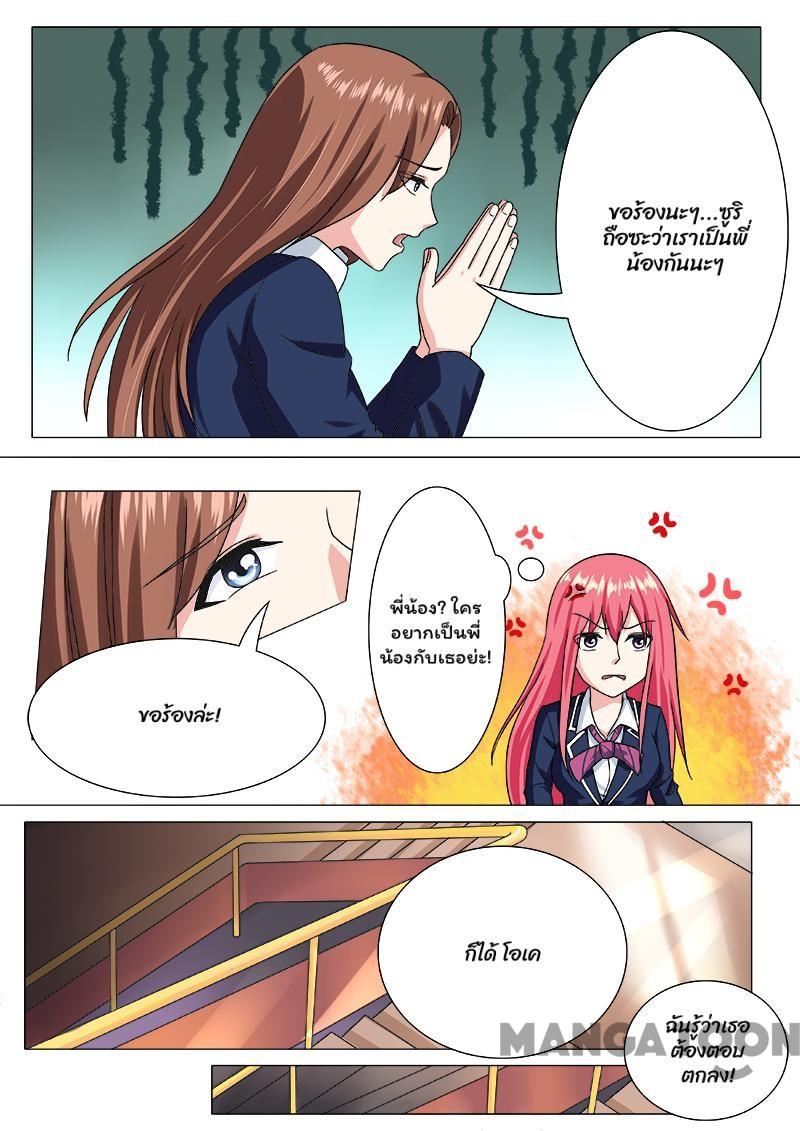 ขอร้องนะๆ...ซูริ
ถือซะว่าเราเป็นพี่
น้องกันนะๆ
พี่น้อง? ใคร
อยากเป็นพี่
น้องกับเธอย่ะ!
ขอร้องล่ะ!
ก็ได้ โอเค
ฉันรู้ว่าเธอ
ต้องตอบ
ตกลง!
MANGATOON